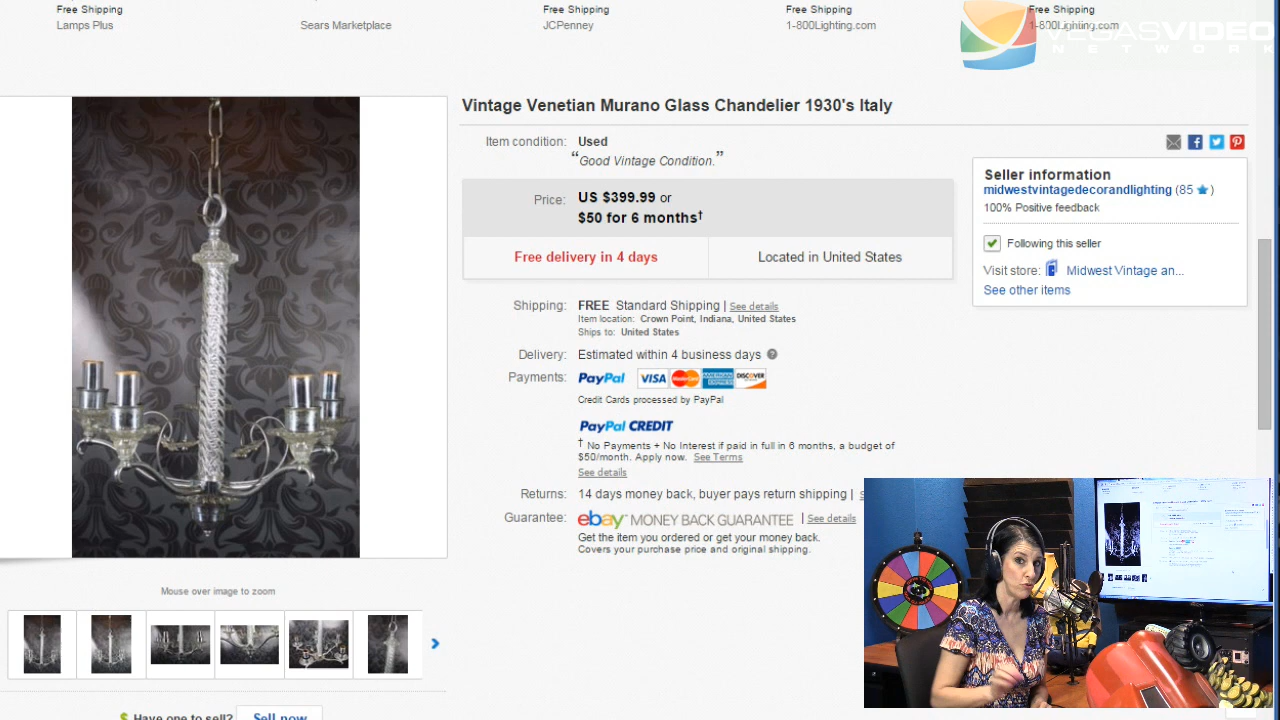 Free Shipping
Lamps Plus
Sears Marketplace
Free Shipping
JCPenney
Free Shipping
1-800Lighting.com
Free Shipping
1-800Lighting.com
VEGASVIDEO
NETWORK
Vintage Venetian Murano Glass Chandelier 1930's Italy
Item condition: Used
“Good Vintage Condition.”
Price: US $399.99 or
$50 for 6 months†
Free delivery in 4 days
Located in United States
Shipping: FREE Standard Shipping | See details
Item location: Crown Point, Indiana, United States
Ships to: United States
Delivery: Estimated within 4 business days
Payments: PayPal VISA MasterCard AMERICAN EXPRESS DISCOVER
Credit Cards processed by PayPal
PayPal CREDIT
† No Payments + No Interest if paid in full in 6 months, a budget of
$50/month. Apply now. See Terms
See details
Returns: 14 days money back, buyer pays return shipping |
Guarantee: ebay MONEY BACK GUARANTEE | See details
Get the item you ordered or get your money back.
Covers your purchase price and original shipping.
Seller information
midwestvintagedecorandlighting (85 ★ )
100% Positive feedback
Following this seller
Visit store: Midwest Vintage an...
See other items
Mouse over image to zoom
Have one to sell? Sell now